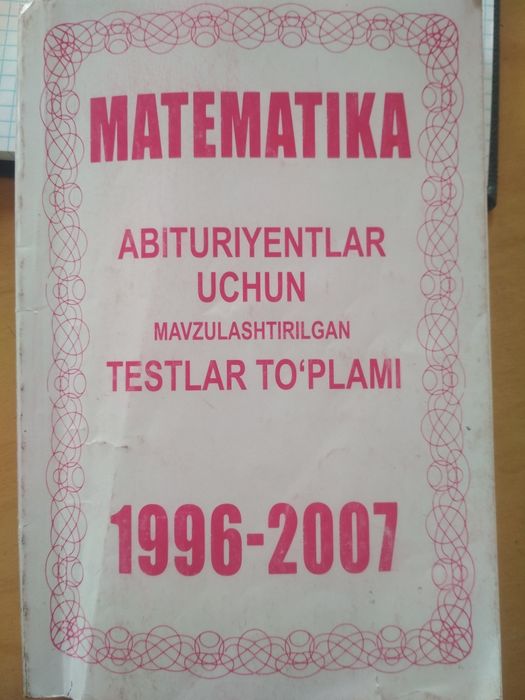 MATEMATIKA
ABITURIYENTLAR
UCHUN
MAVZULASHTIRILGAN
TESTLAR TO‘PLAMI
1996-2007